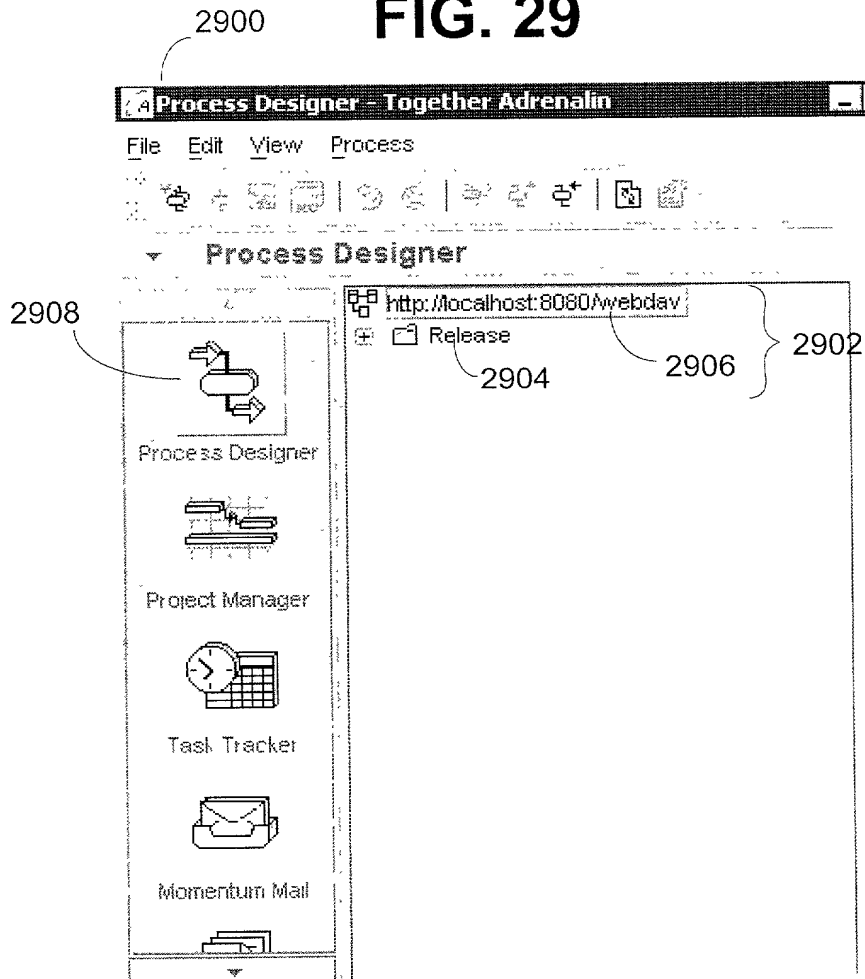 FIG. 29
2900
Process Designer - Together Adrenalin
File Edit View Process
Process Designer
2908
http://localhost:8080/webdav
Release
2904
2906
2902
Process Designer
Project Manager
Task Tracker
Momentum Mail